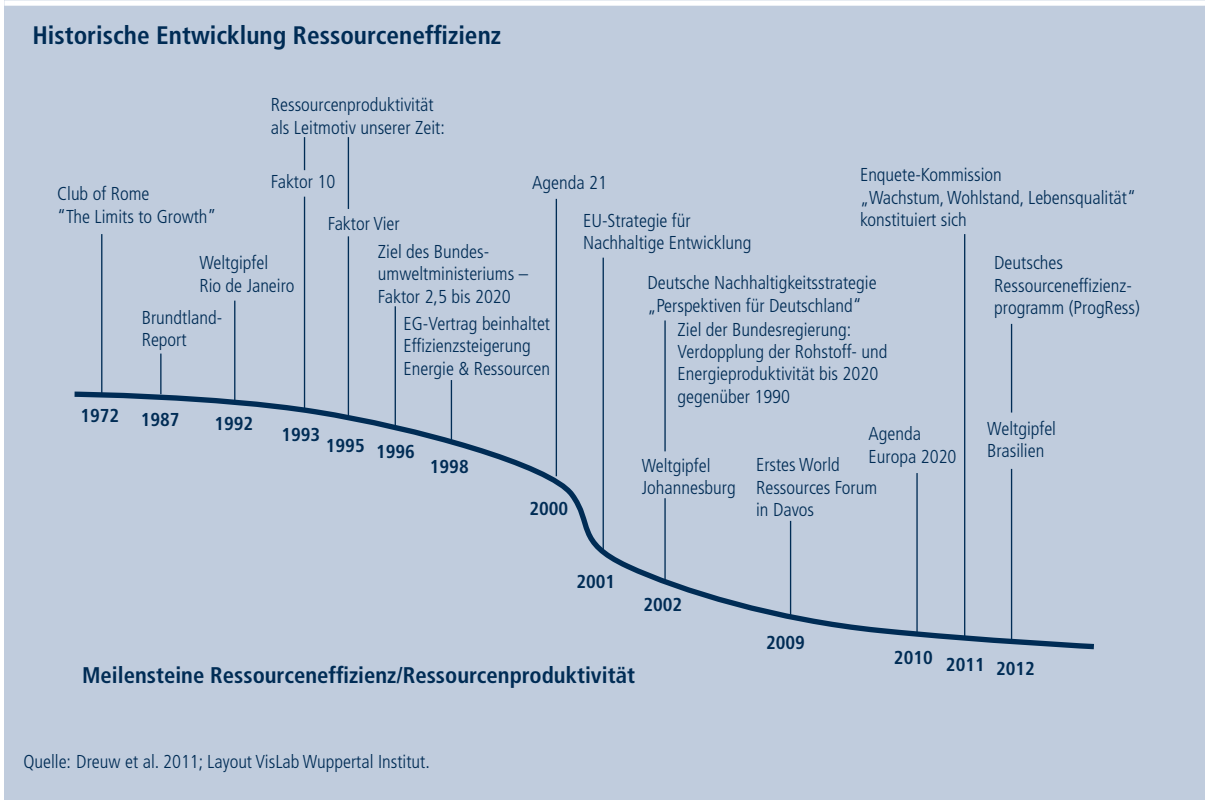 Historische Entwicklung Ressourceneffizienz
Ressourcenproduktivität
als Leitmotiv unserer Zeit:
Club of Rome
"The Limits to Growth"
Brundtland-
Report
Weltgipfel
Rio de Janeiro
Faktor 10
Faktor Vier
Ziel des Bundes-
umweltministeriums –
Faktor 2,5 bis 2020
EG-Vertrag beinhaltet
Effizienzsteigerung
Energie & Ressourcen
Agenda 21
EU-Strategie für
Nachhaltige Entwicklung
Deutsche Nachhaltigkeitsstrategie
„Perspektiven für Deutschland“
Ziel der Bundesregierung:
Verdopplung der Rohstoff- und
Energieproduktivität bis 2020
gegenüber 1990
Weltgipfel
Johannesburg
Erstes World
Ressources Forum
in Davos
Agenda
Europa 2020
Enquete-Kommission
„Wachstum, Wohlstand, Lebensqualität“
konstituiert sich
Deutsches
Ressourceneffizienz-
programm (ProgRess)
Weltgipfel
Brasilien
1972
1987
1992
1993
1995
1996
1998
2000
2001
2002
2009
2010
2011
2012
Meilensteine Ressourceneffizienz/Ressourcenproduktivität
Quelle: Dreuw et al. 2011; Layout VisLab Wuppertal Institut.